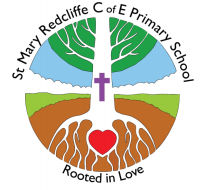 St Mary Redcliffe C of E Primary School
Rooted in Love